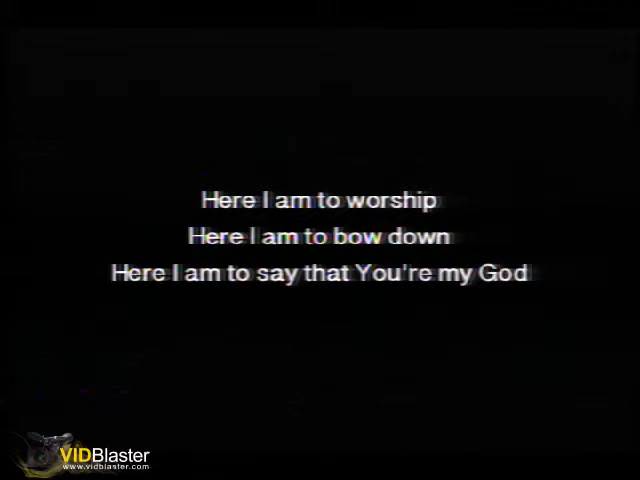 Here I am to worship
Here I am to bow down
Here I am to say that You're my God
VIDBlaster
www.vidblaster.com